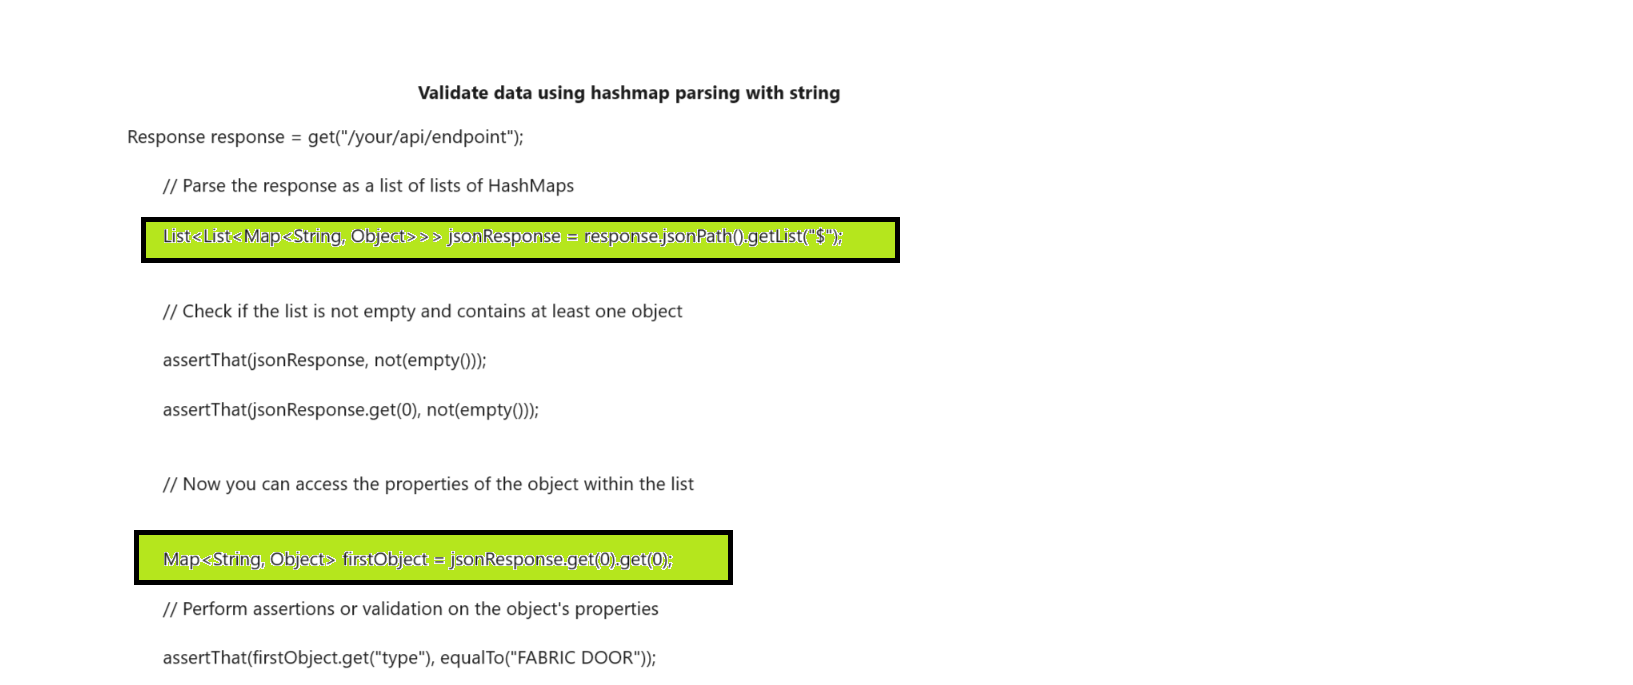 Validate data using hashmap parsing with string
Response response = get("/your/api/endpoint");
// Parse the response as a list of lists of HashMaps
List<List<Map<String, Object>>> jsonResponse = response.jsonPath().getList("$");
// Check if the list is not empty and contains at least one object
assertThat(jsonResponse, not(empty()));
assertThat(jsonResponse.get(0), not(empty()));
// Now you can access the properties of the object within the list
Map<String, Object> firstObject = jsonResponse.get(0).get(0);
// Perform assertions or validation on the object's properties
assertThat(firstObject.get("type"), equalTo("FABRIC DOOR"));